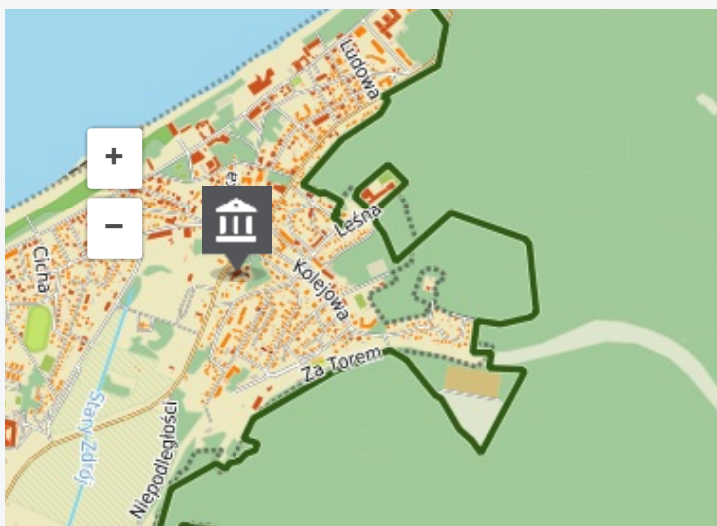 Ludowa
Leśna
Cicha
Kolejowa
Za Torem
Stary Zdrój
Niepodległości
+
−